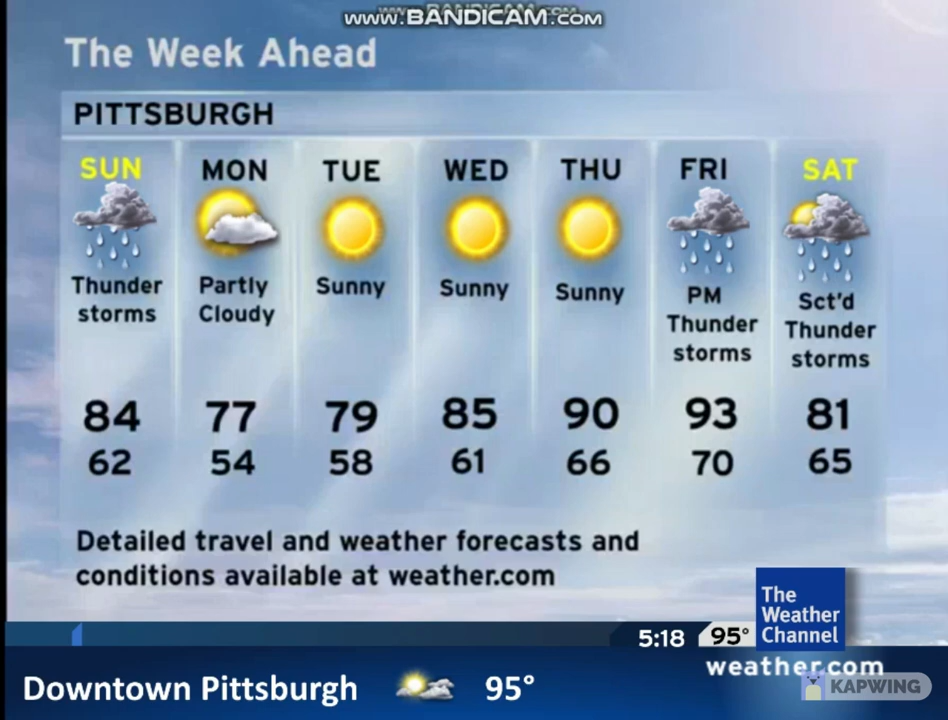 www.BANDICAM.com
The Week Ahead
PITTSBURGH
SUN MON TUE WED THU FRI SAT
Thunder storms
Partly Cloudy
Sunny
Sunny
Sunny
PM Thunder storms
Sct'd Thunder storms
84 77 79 85 90 93 81
62 54 58 61 66 70 65
Detailed travel and weather forecasts and
conditions available at weather.com
The
Weather
Channel
5:18 95°
weather.com
Downtown Pittsburgh 95°
KAPWING